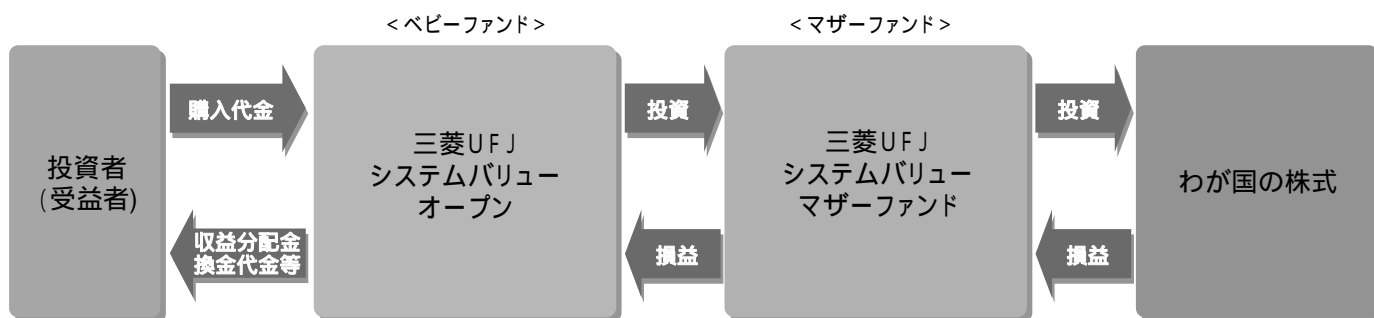 <ベビーファンド>
<マザーファンド>
投資者
(受益者)
購入代金
収益分配金
換金代金等
三菱UFJ
システムバリュー
オープン
投資
損益
三菱UFJ
システムバリュー
マザーファンド
投資
損益
わが国の株式